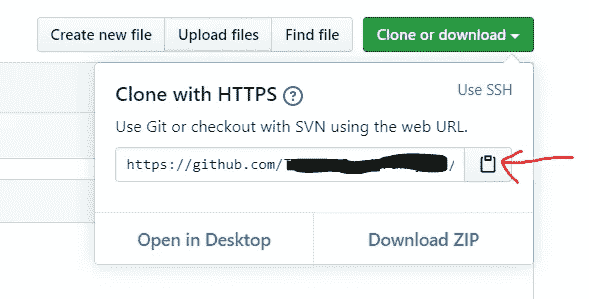 Create new file Upload files Find file Clone or download
Clone with HTTPS ? Use SSH
Use Git or checkout with SVN using the web URL.
https://github.com/ /
Open in Desktop Download ZIP